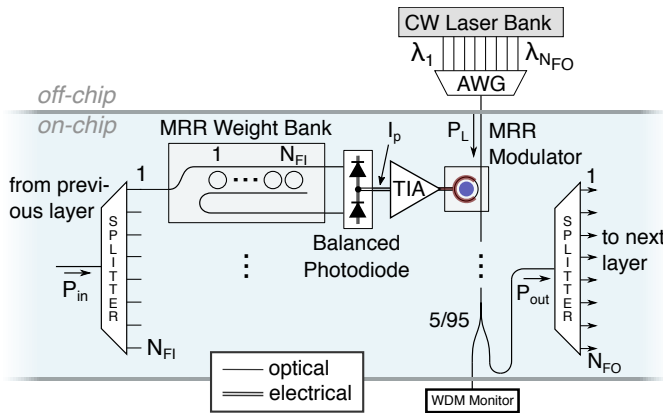 CW Laser Bank
λ1
λNFO
AWG
off-chip
on-chip
MRR Weight Bank
Ip
PL
MRR
Modulator
1
NFI
1
TIA
1
from previ-
ous layer
SPLITTER
Balanced
Photodiode
to next
layer
SPLITTER
Pin
Pout
5/95
NFI
NFO
optical
electrical
WDM Monitor